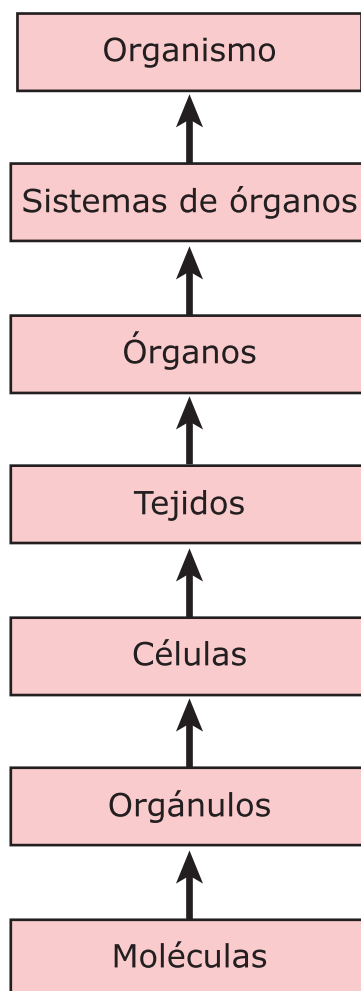 Organismo
Sistemas de órganos
Órganos
Tejidos
Células
Orgánulos
Moléculas